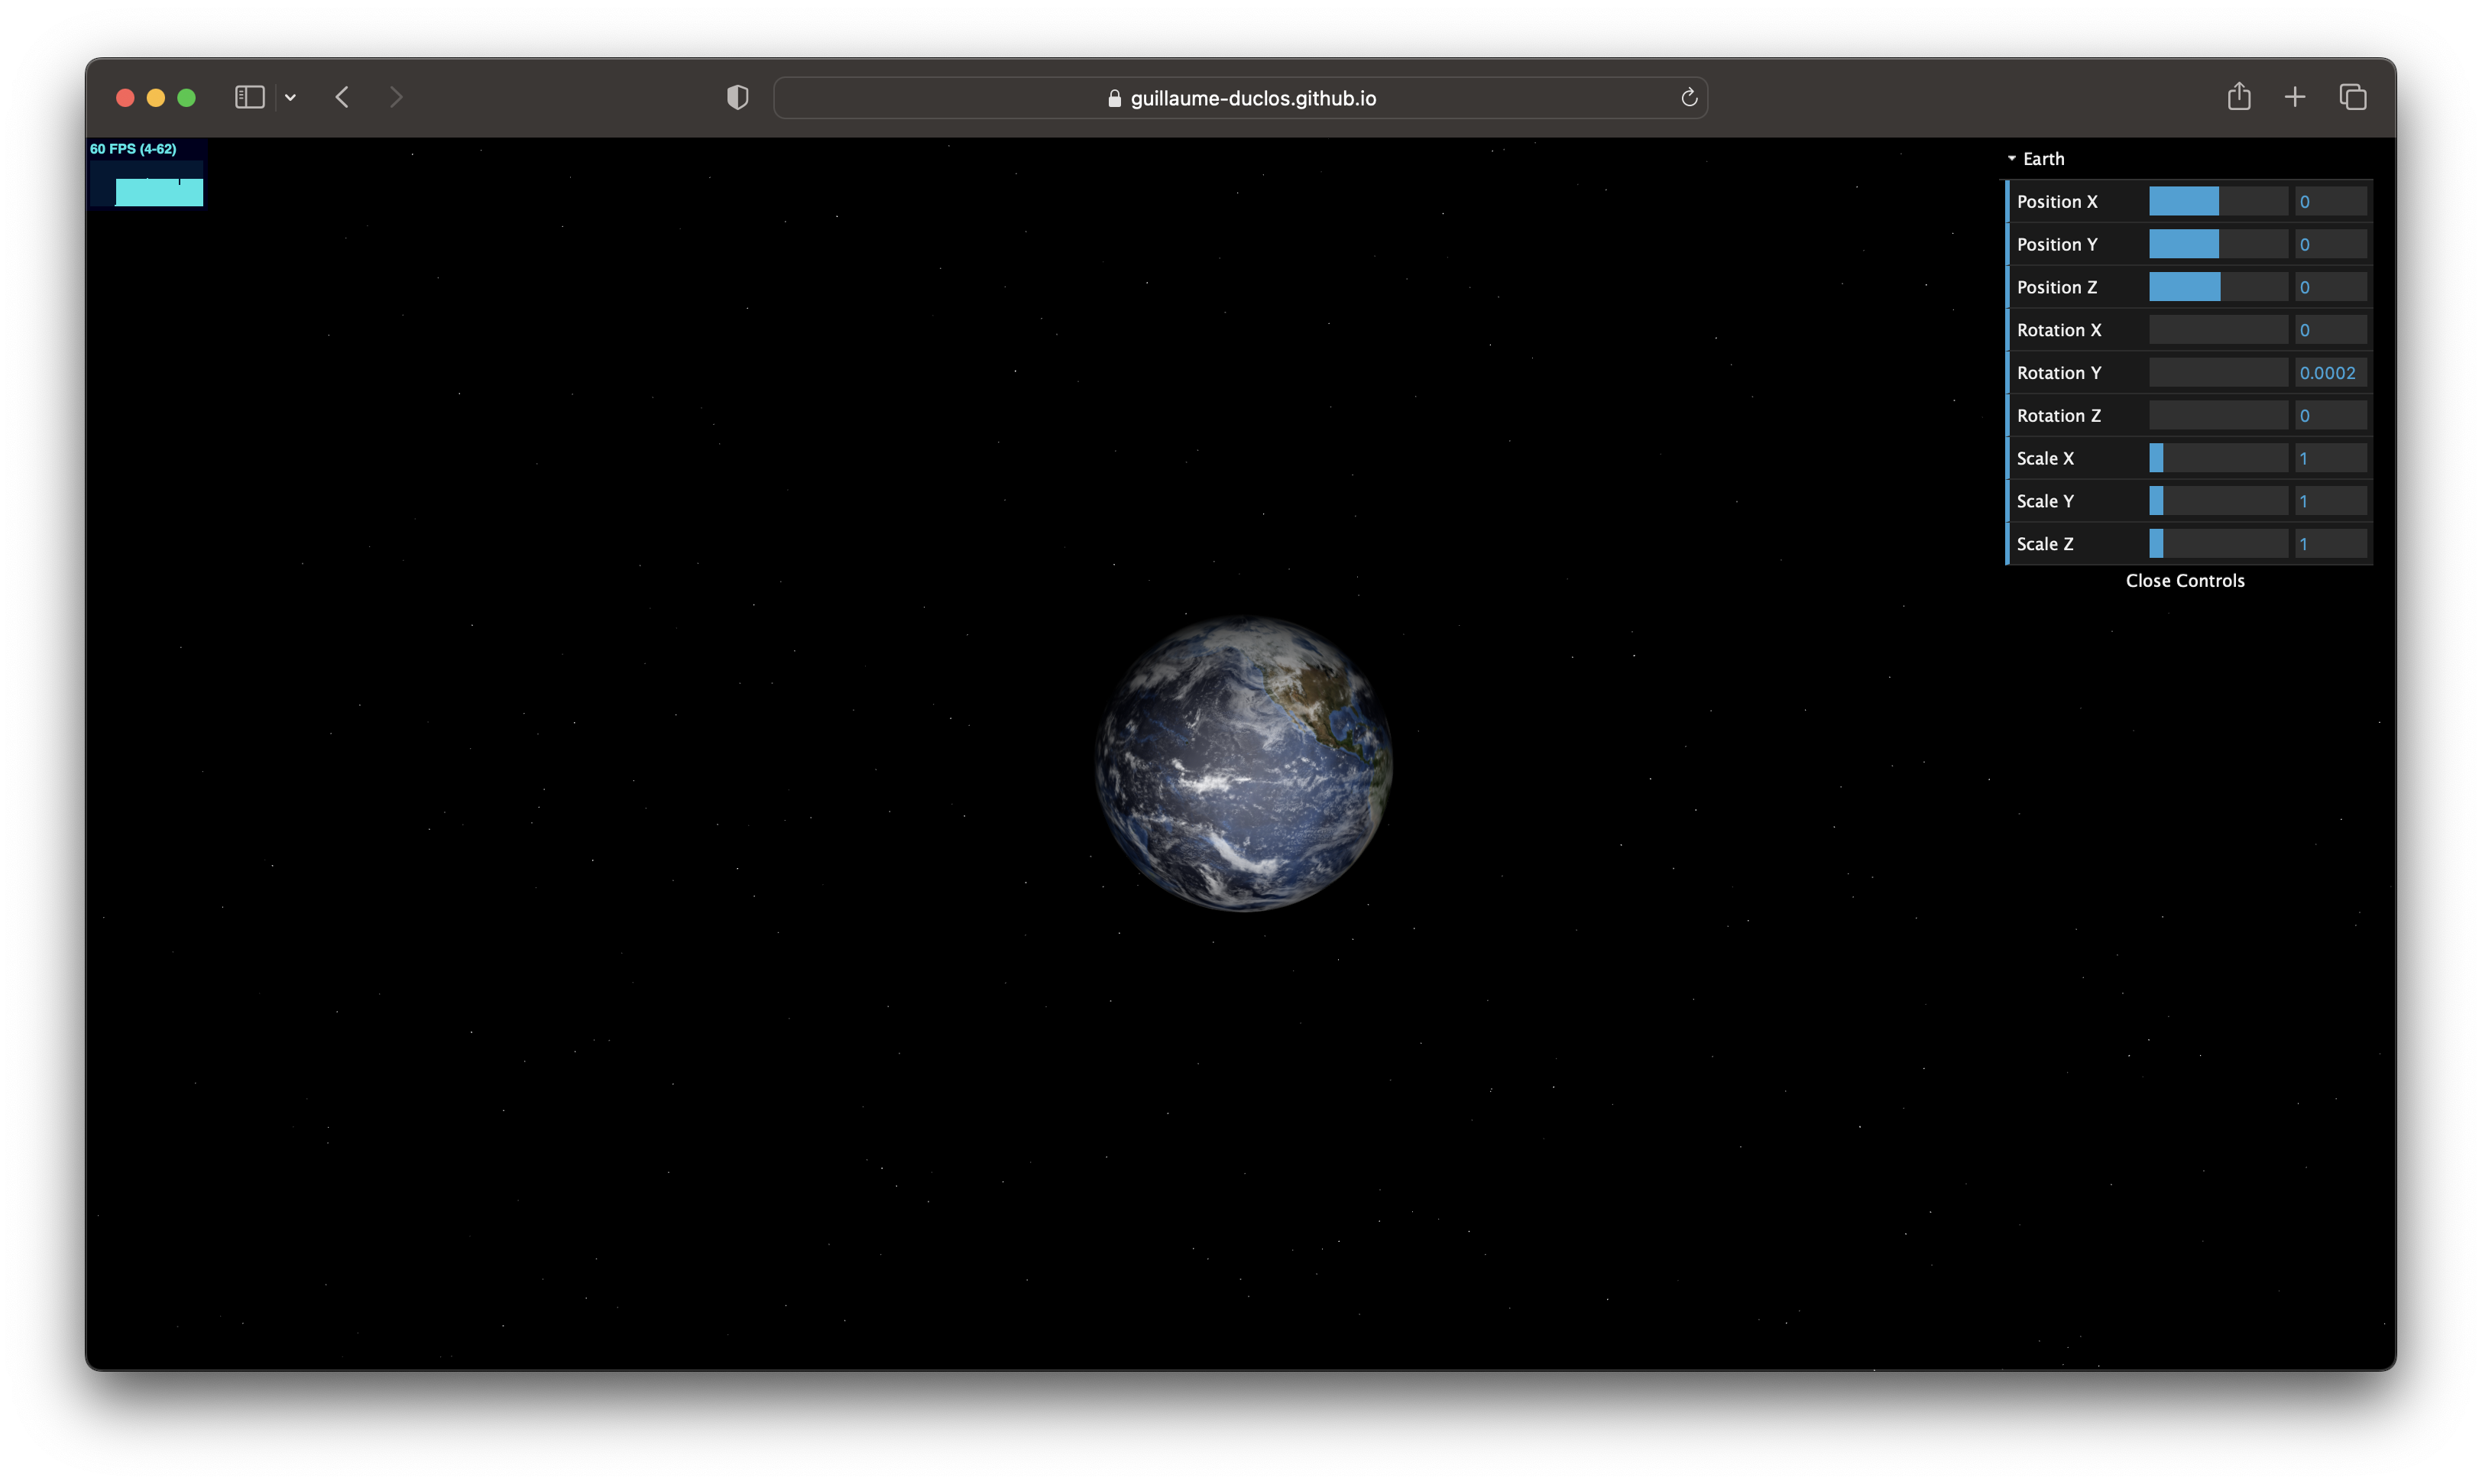 guillaume-duclos.github.io
60 FPS (4-62)
Earth
Position X 0
Position Y 0
Position Z 0
Rotation X 0
Rotation Y 0.0002
Rotation Z 0
Scale X 1
Scale Y 1
Scale Z 1
Close Controls